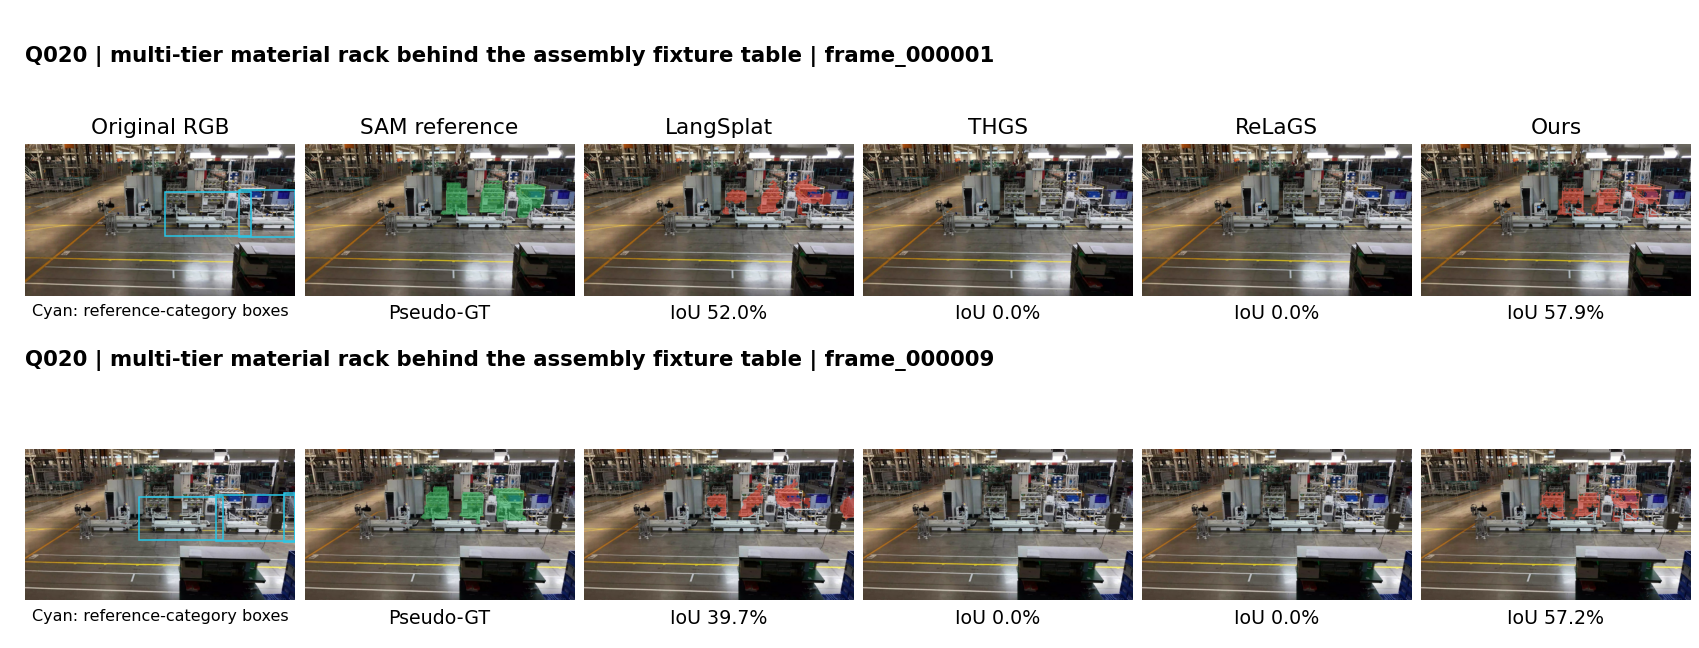 Q020 | multi-tier material rack behind the assembly fixture table | frame_000001
Original RGB SAM reference LangSplat THGS ReLaGS Ours
Cyan: reference-category boxes Pseudo-GT IoU 52.0% IoU 0.0% IoU 0.0% IoU 57.9%
Q020 | multi-tier material rack behind the assembly fixture table | frame_000009
Cyan: reference-category boxes Pseudo-GT IoU 39.7% IoU 0.0% IoU 0.0% IoU 57.2%